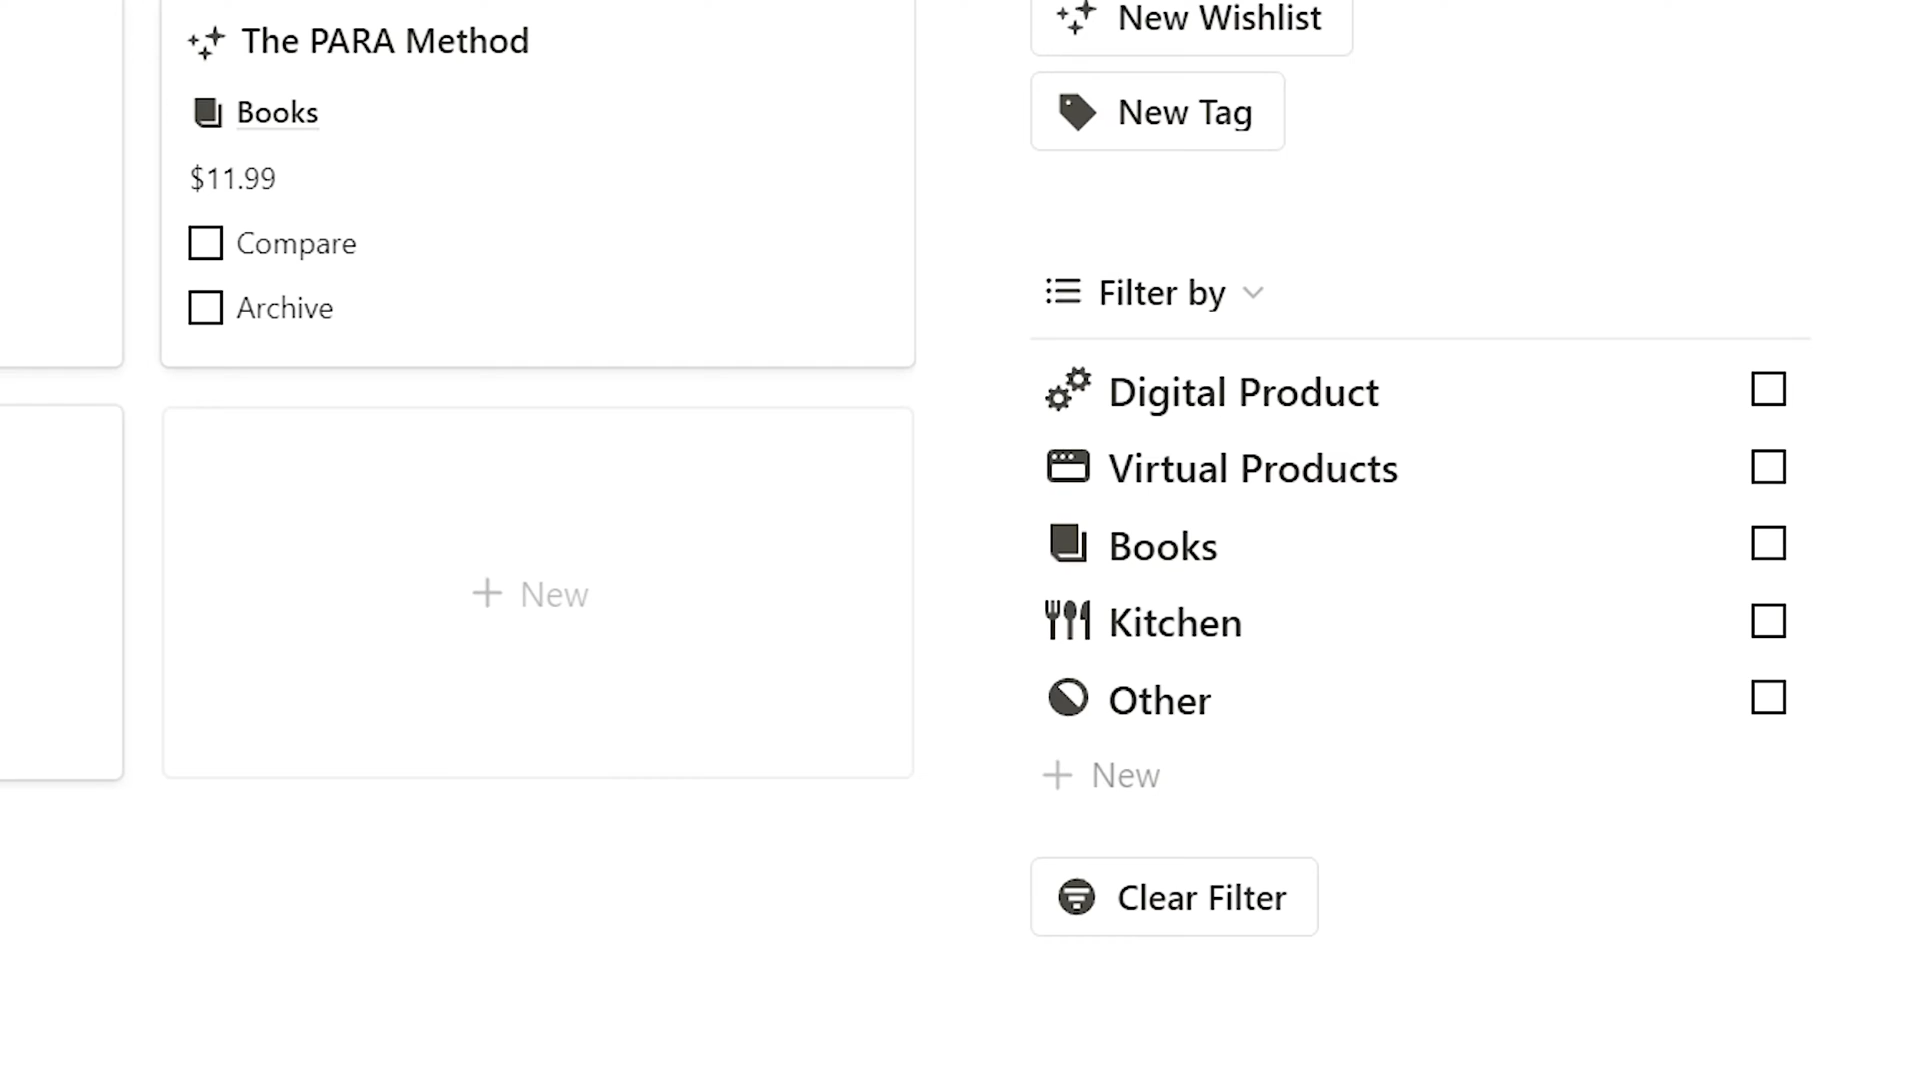 The PARA Method
Books
$11.99
Compare
Archive
New
New Wishlist
New Tag
Filter by
Digital Product
Virtual Products
Books
Kitchen
Other
New
Clear Filter